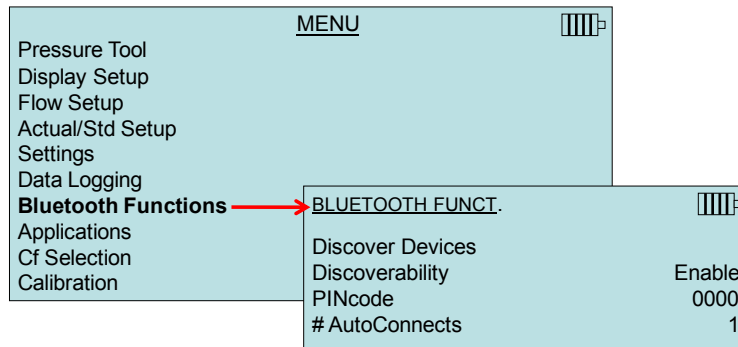 MENU
Pressure Tool
Display Setup
Flow Setup
Actual/Std Setup
Settings
Data Logging
Bluetooth Functions
Applications
Cf Selection
Calibration
BLUETOOTH FUNCT.
Discover Devices
Discoverability Enable
PINcode 0000
# AutoConnects 1